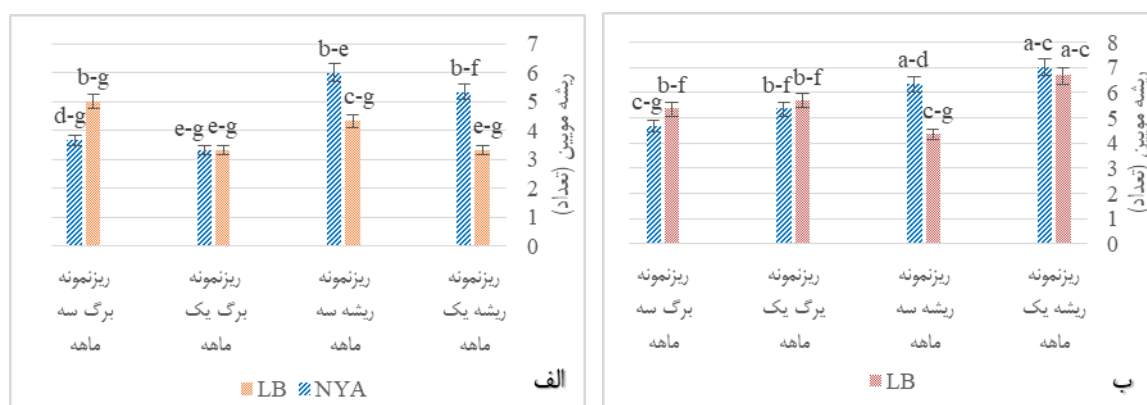 ریشه مویین (تعداد)
7
6
5
4
3
2
1
0
b-g
d-g
e-g e-g
b-e
c-g
b-f
e-g
ریزنمونه ریشه یک ماهه
ریزنمونه ریشه سه ماهه
ریزنمونه برگ یک ماهه
ریزنمونه برگ سه ماهه
LB NYA
الف
ریشه مویین (تعداد)
8
7
6
5
4
3
2
1
0
c-g
b-f
b-f
b-f
a-d
c-g
a-c
a-c
ریزنمونه ریشه یک ماهه
ریزنمونه ریشه سه ماهه
ریزنمونه یرگ یک ماهه
ریزنمونه برگ سه ماهه
LB
ب